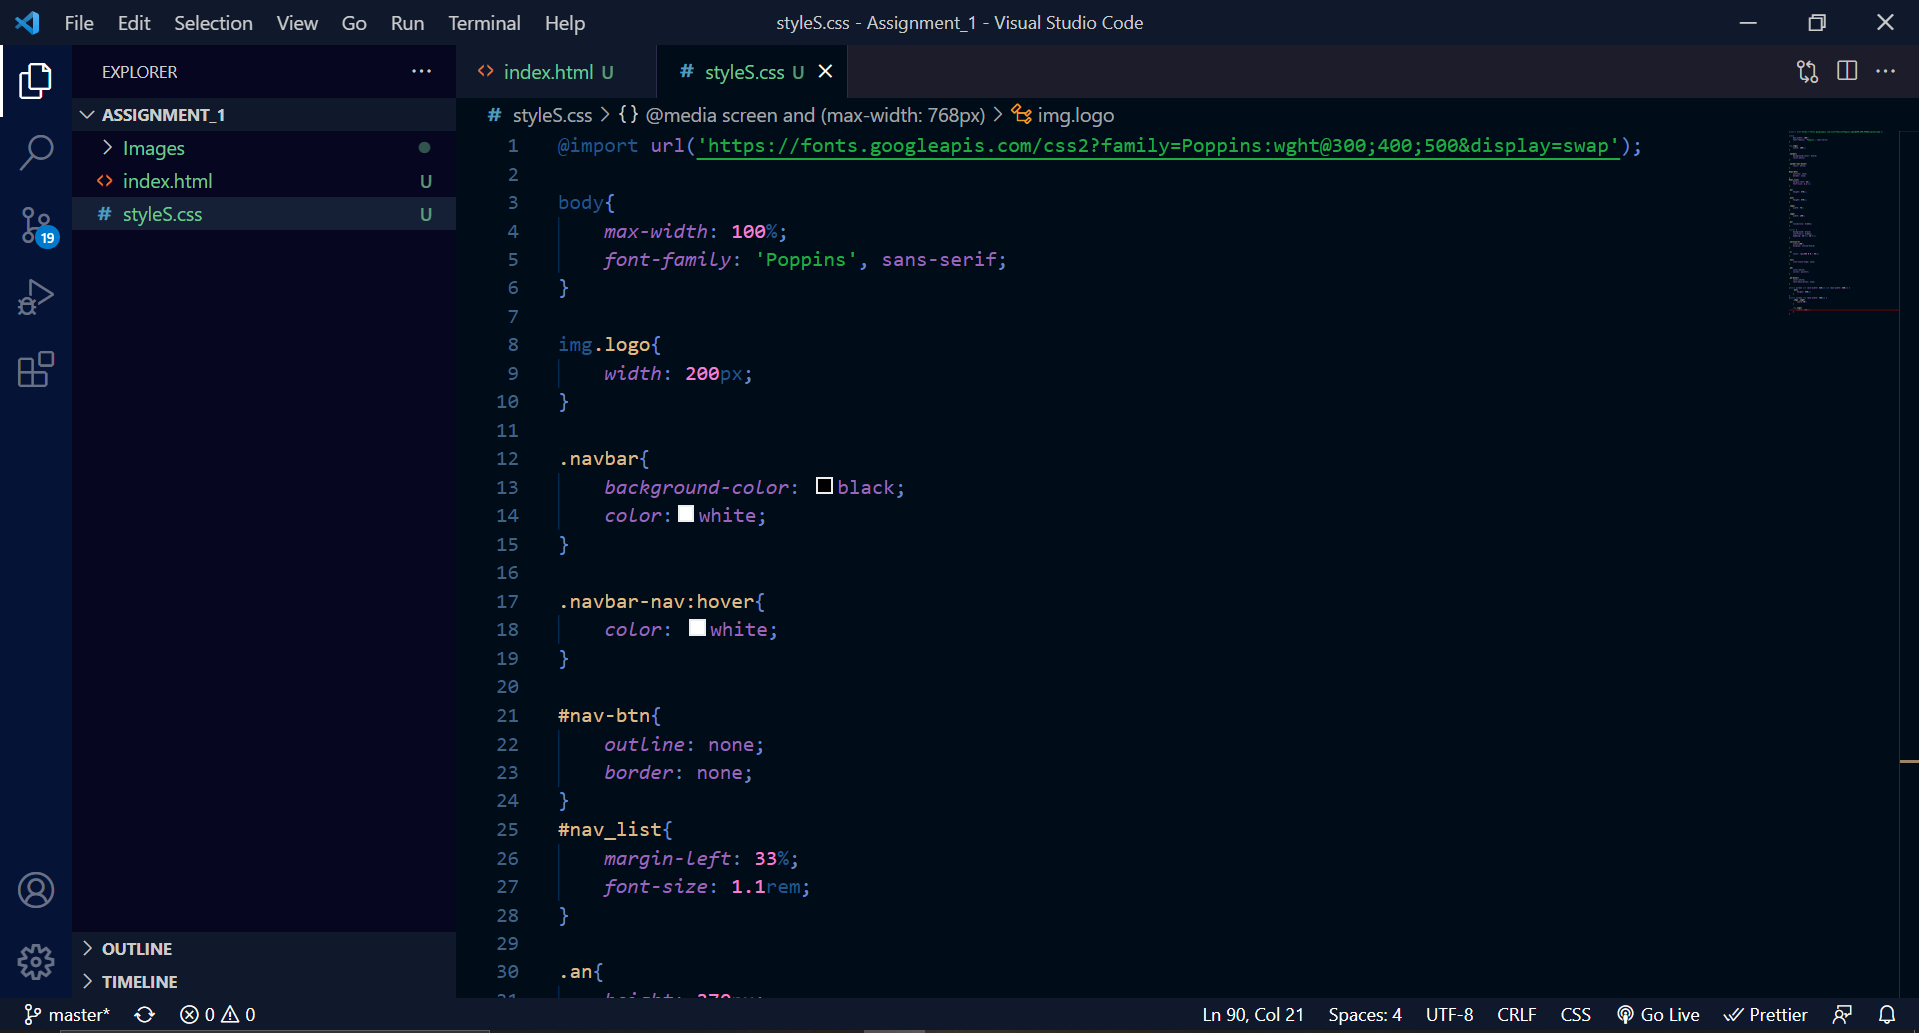 File Edit Selection View Go Run Terminal Help
styleS.css - Assignment_1 - Visual Studio Code
EXPLORER
ASSIGNMENT_1
Images
index.html U
styleS.css U
19
OUTLINE
TIMELINE
index.html U
styleS.css U
# styleS.css > {} @media screen and (max-width: 768px) > img.logo
1 @import url('https://fonts.googleapis.com/css2?family=Poppins:wght@300;400;500&display=swap');
2
3 body{
4 max-width: 100%;
5 font-family: 'Poppins', sans-serif;
6 }
7
8 img.logo{
9 width: 200px;
10 }
11
12 .navbar{
13 background-color: black;
14 color: white;
15 }
16
17 .navbar-nav:hover{
18 color: white;
19 }
20
21 #nav-btn{
22 outline: none;
23 border: none;
24 }
25 #nav_list{
26 margin-left: 33%;
27 font-size: 1.1rem;
28 }
29
30 .an{
31 height: 270px;
master* 0 0
Ln 90, Col 21 Spaces: 4 UTF-8 CRLF CSS Go Live Prettier